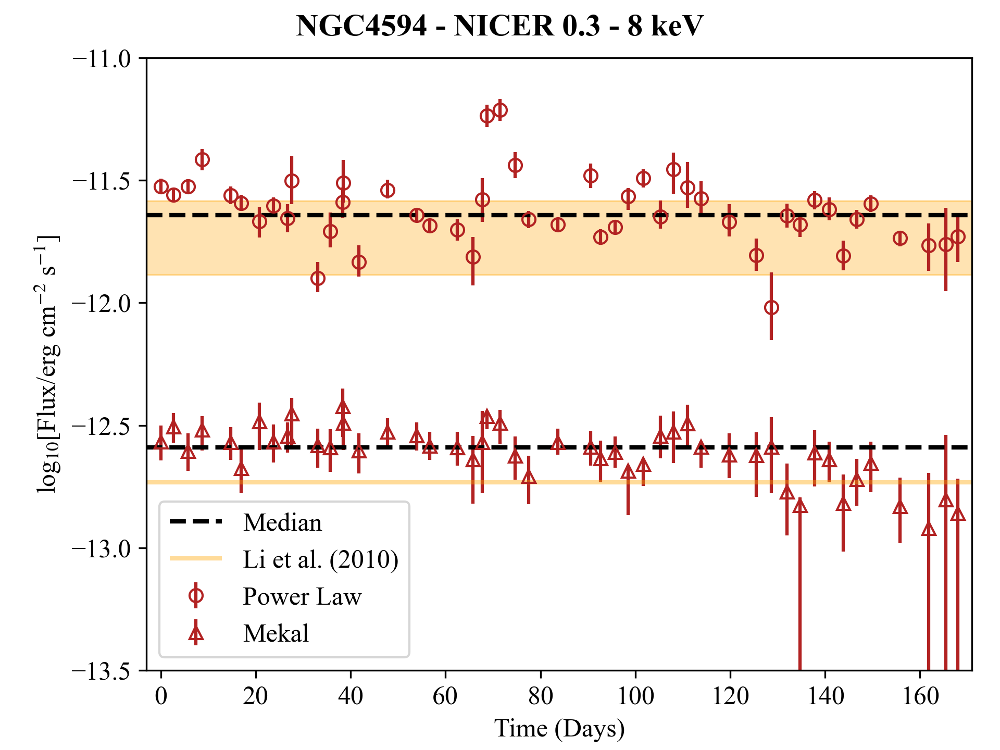 NGC4594 - NICER 0.3 - 8 keV
−11.0
−11.5
−12.0
−12.5
−13.0
−13.5
log₁₀[Flux/erg cm⁻² s⁻¹]
Median
Li et al. (2010)
Power Law
Mekal
0 20 40 60 80 100 120 140 160
Time (Days)